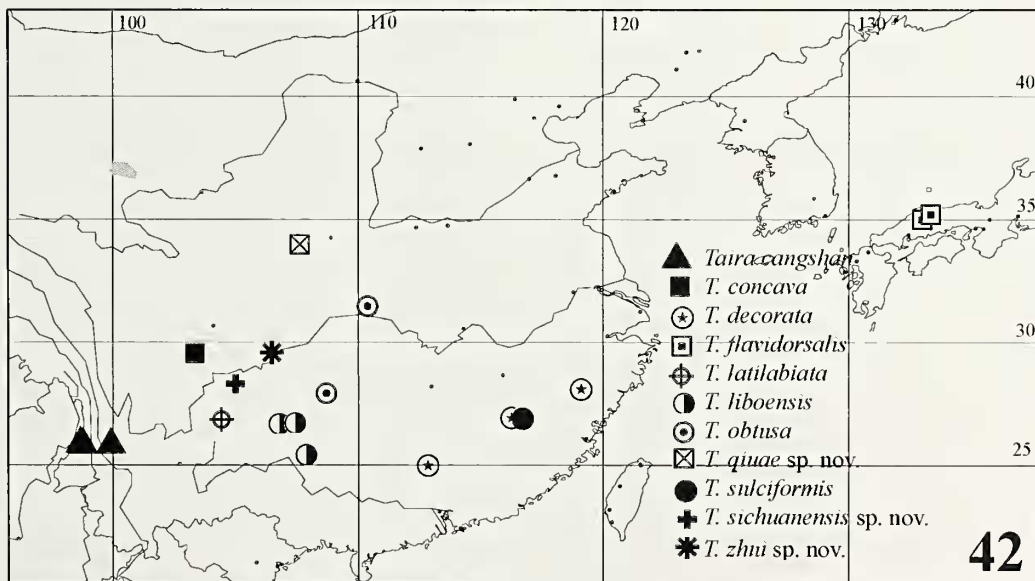 100 110 120 130
40
35
30
25
Taira cangshan
T. concava
T. decorata
T. flavidorsalis
T. latilabiata
T. liboensis
T. obtusa
T. qiuae sp. nov.
T. sulciformis
T. sichuanensis sp. nov.
T. zhui sp. nov.
42